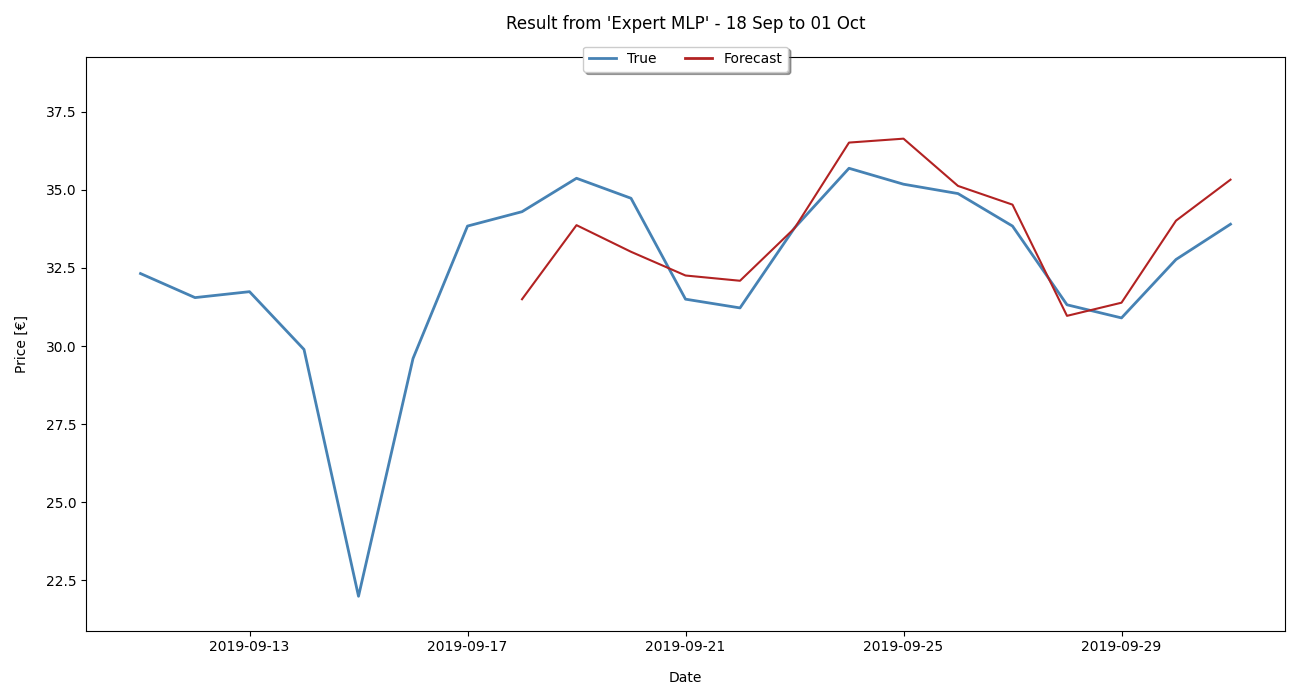 Result from 'Expert MLP' - 18 Sep to 01 Oct
True Forecast
Price [€]
37.5
35.0
32.5
30.0
27.5
25.0
22.5
2019-09-13 2019-09-17 2019-09-21 2019-09-25 2019-09-29
Date